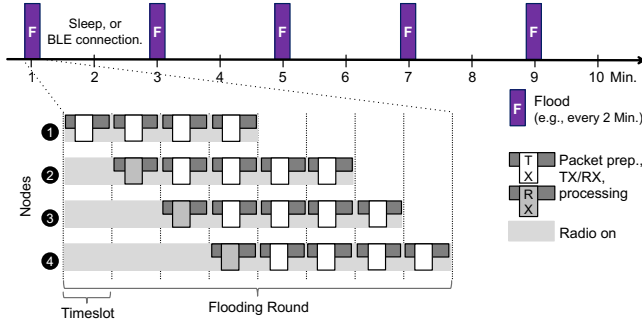 Sleep, or
BLE connection.
F
F
F
F
F
1
2
3
4
5
6
7
8
9
10
Min.
F
Flood
(e.g., every 2 Min.)
Nodes
1
2
3
4
T
X
R
X
Packet prep.,
TX/RX,
processing
Radio on
Timeslot
Flooding Round